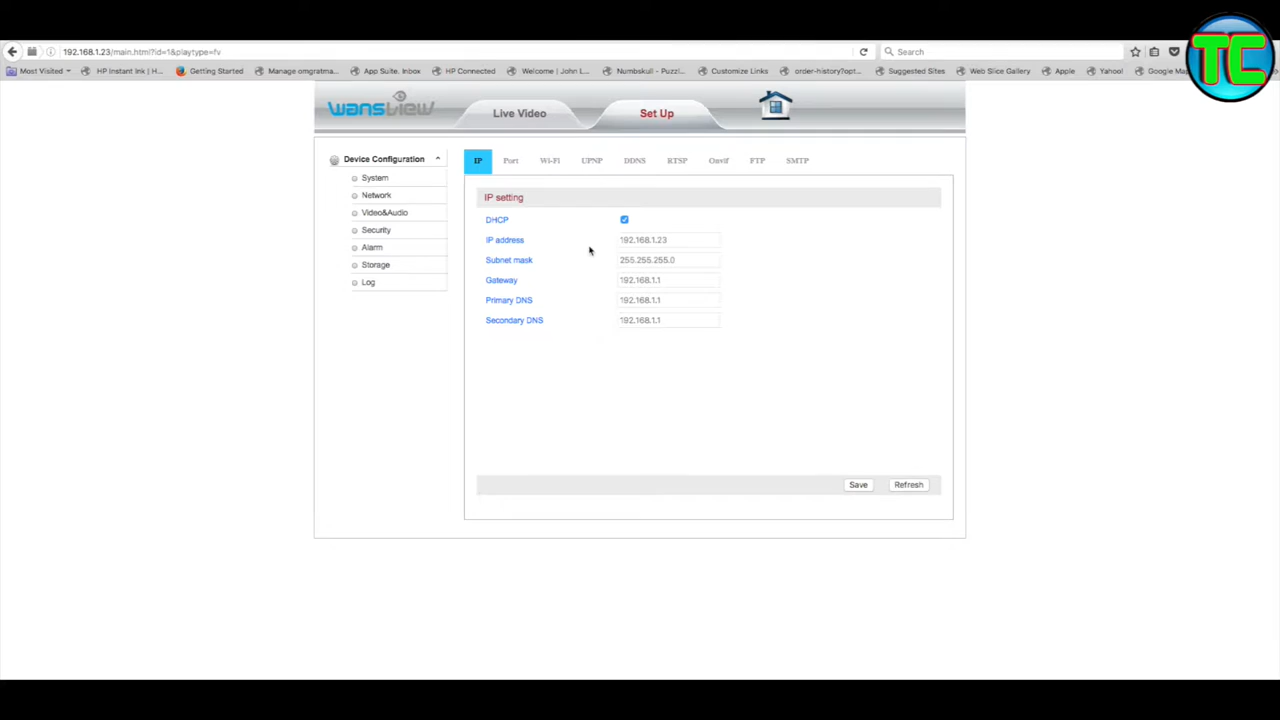 TC
192.168.1.23/main.html?id=1&playtype=fv
Search
Most Visited
HP Instant Ink | H...
Getting Started
Manage omgratma...
App Suite. Inbox
HP Connected
Welcome | John L...
Numbskull - Puzzl...
Customize Links
order-history?opt...
Suggested Sites
Web Slice Gallery
Apple
Yahoo!
Google Ma
wansview
Live Video
Set Up
Device Configuration
System
Network
Video&Audio
Security
Alarm
Storage
Log
IP Port Wi-Fi UPNP DDNS RTSP Onvif FTP SMTP
IP setting
DHCP
IP address 192.168.1.23
Subnet mask 255.255.255.0
Gateway 192.168.1.1
Primary DNS 192.168.1.1
Secondary DNS 192.168.1.1
Save Refresh